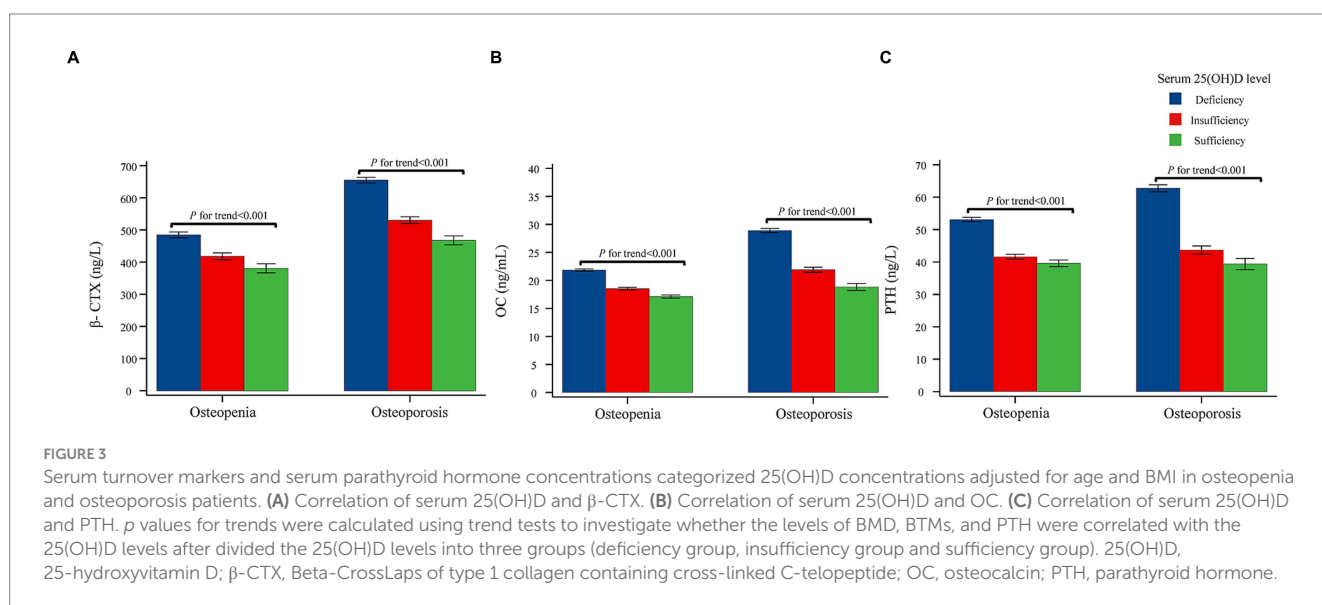 A
B
C
Serum 25(OH)D level
Deficiency
Insufficiency
Sufficiency
β- CTX (ng/L)
700
600
500
400
300
200
100
0
P for trend<0.001
P for trend<0.001
Osteopenia
Osteoporosis
OC (ng/mL)
40
35
30
25
20
15
10
5
0
P for trend<0.001
P for trend<0.001
Osteopenia
Osteoporosis
PTH (ng/L)
70
60
50
40
30
20
10
0
P for trend<0.001
P for trend<0.001
Osteopenia
Osteoporosis
FIGURE 3
Serum turnover markers and serum parathyroid hormone concentrations categorized 25(OH)D concentrations adjusted for age and BMI in osteopenia
and osteoporosis patients. (A) Correlation of serum 25(OH)D and β-CTX. (B) Correlation of serum 25(OH)D and OC. (C) Correlation of serum 25(OH)D
and PTH. p values for trends were calculated using trend tests to investigate whether the levels of BMD, BTMs, and PTH were correlated with the
25(OH)D levels after divided the 25(OH)D levels into three groups (deficiency group, insufficiency group and sufficiency group). 25(OH)D,
25-hydroxyvitamin D; β-CTX, Beta-CrossLaps of type 1 collagen containing cross-linked C-telopeptide; OC, osteocalcin; PTH, parathyroid hormone.